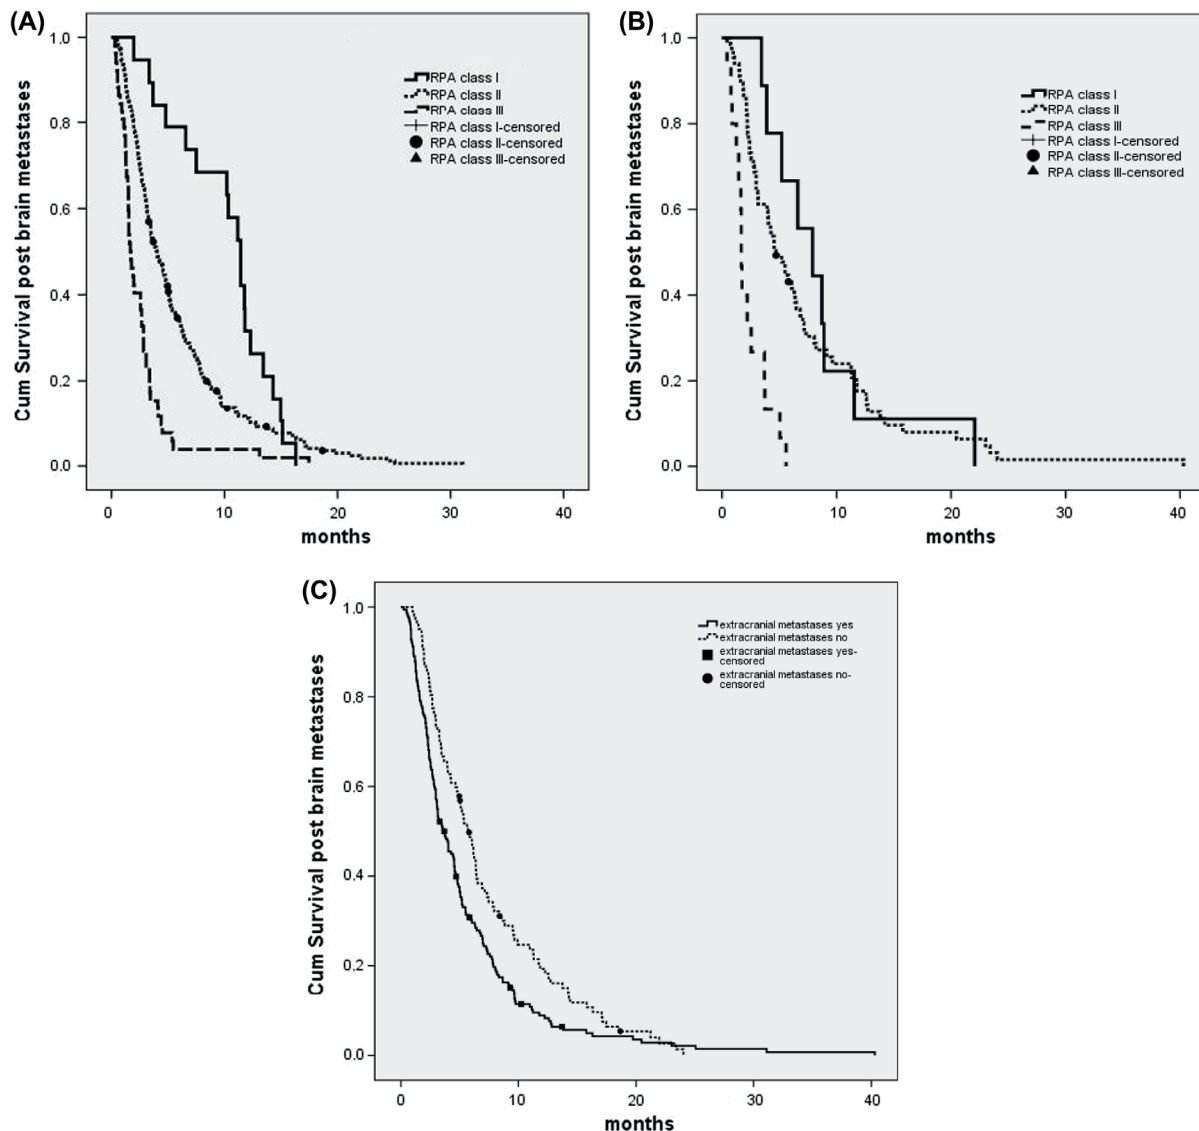 (A)
Cum Survival post brain metastases
1.0
0.8
0.6
0.4
0.2
0.0
RPA class I
RPA class II
RPA class III
RPA class I-censored
RPA class II-censored
RPA class III-censored
0 10 20 30 40
months
(B)
Cum Survival post brain metastases
1.0
0.8
0.6
0.4
0.2
0.0
RPA class I
RPA class II
RPA class III
RPA class I-censored
RPA class II-censored
RPA class III-censored
0 10 20 30 40
months
(C)
Cum Survival post brain metastases
1.0
0.8
0.6
0.4
0.2
0.0
extracranial metastases yes
extracranial metastases no
extracranial metastases yes-
censored
extracranial metastases no-
censored
0 10 20 30 40
months